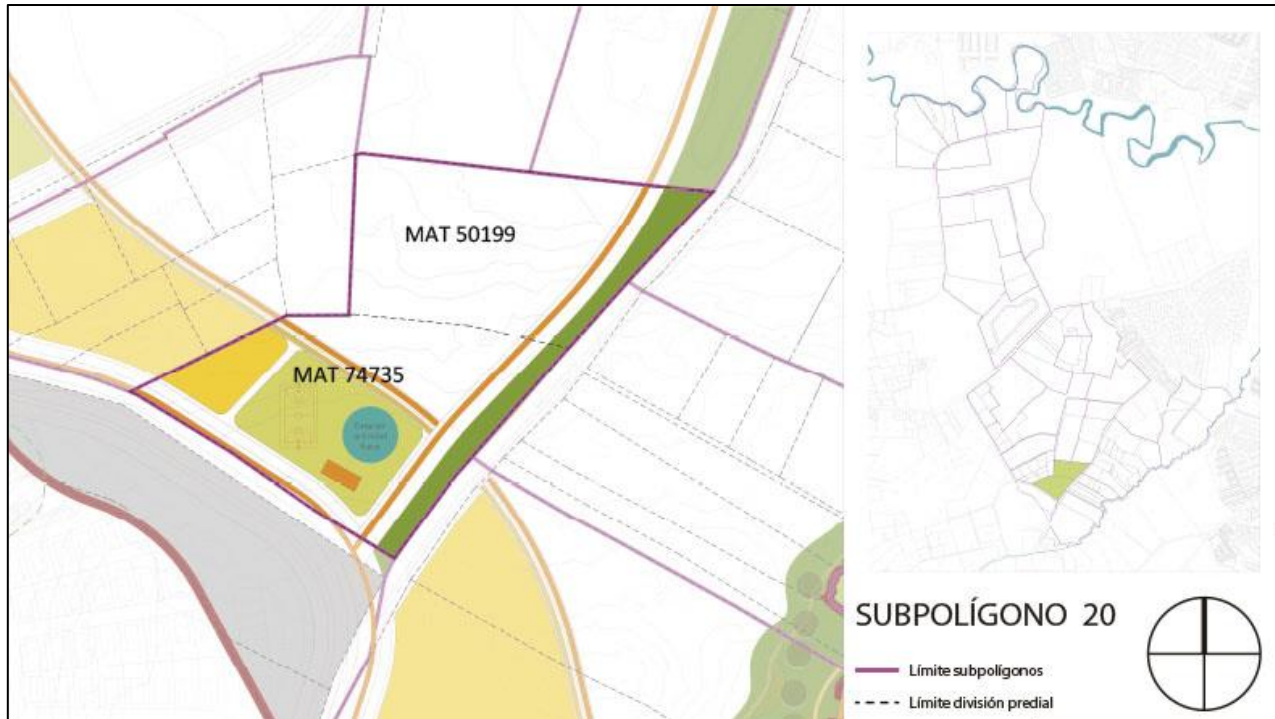 MAT 50199
MAT 74735
SUBPOLÍGONO 20
Límite subpolígonos
Límite división predial